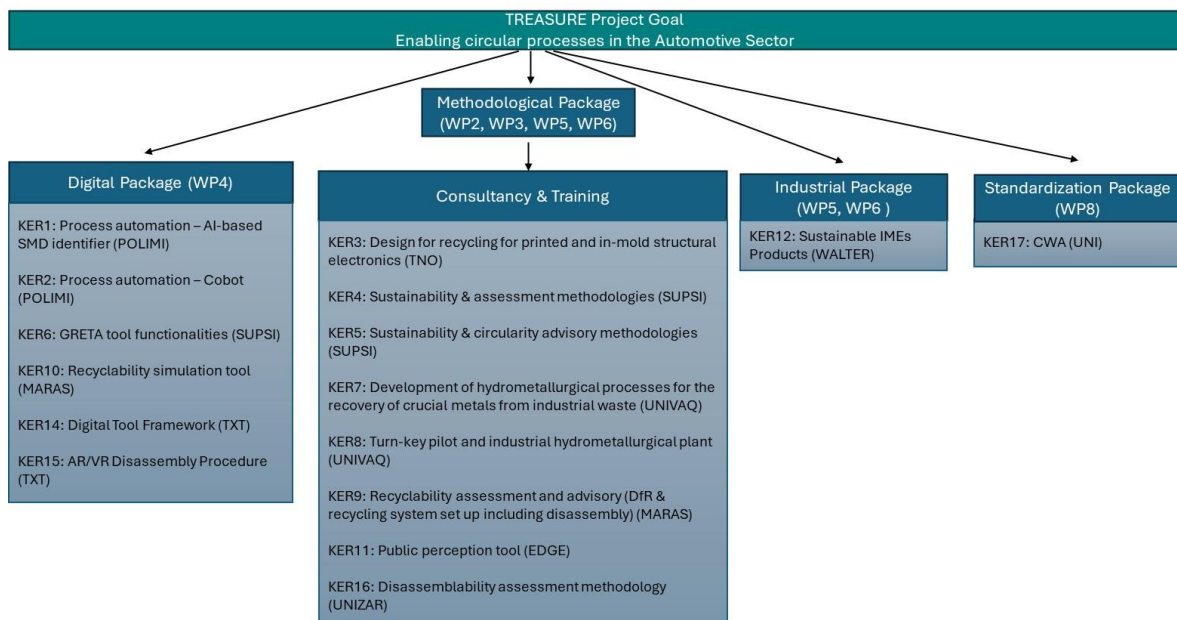 TREASURE Project Goal
Enabling circular processes in the Automotive Sector
Methodological Package
(WP2, WP3, WP5, WP6)
Digital Package (WP4)
KER1: Process automation – AI-based
SMD identifier (POLIMI)
KER2: Process automation – Cobot
(POLIMI)
KER6: GRETA tool functionalities (SUPSI)
KER10: Recyclability simulation tool
(MARAS)
KER14: Digital Tool Framework (TXT)
KER15: AR/VR Disassembly Procedure
(TXT)
Consultancy & Training
KER3: Design for recycling for printed and in-mold structural
electronics (TNO)
KER4: Sustainability & assessment methodologies (SUPSI)
KER5: Sustainability & circularity advisory methodologies
(SUPSI)
KER7: Development of hydrometallurgical processes for the
recovery of crucial metals from industrial waste (UNIVAQ)
KER8: Turn-key pilot and industrial hydrometallurgical plant
(UNIVAQ)
KER9: Recyclability assessment and advisory (DfR &
recycling system set up including disassembly) (MARAS)
KER11: Public perception tool (EDGE)
KER16: Disassemblability assessment methodology
(UNIZAR)
Industrial Package
(WP5, WP6 )
KER12: Sustainable IMEs
Products (WALTER)
Standardization Package
(WP8)
KER17: CWA (UNI)